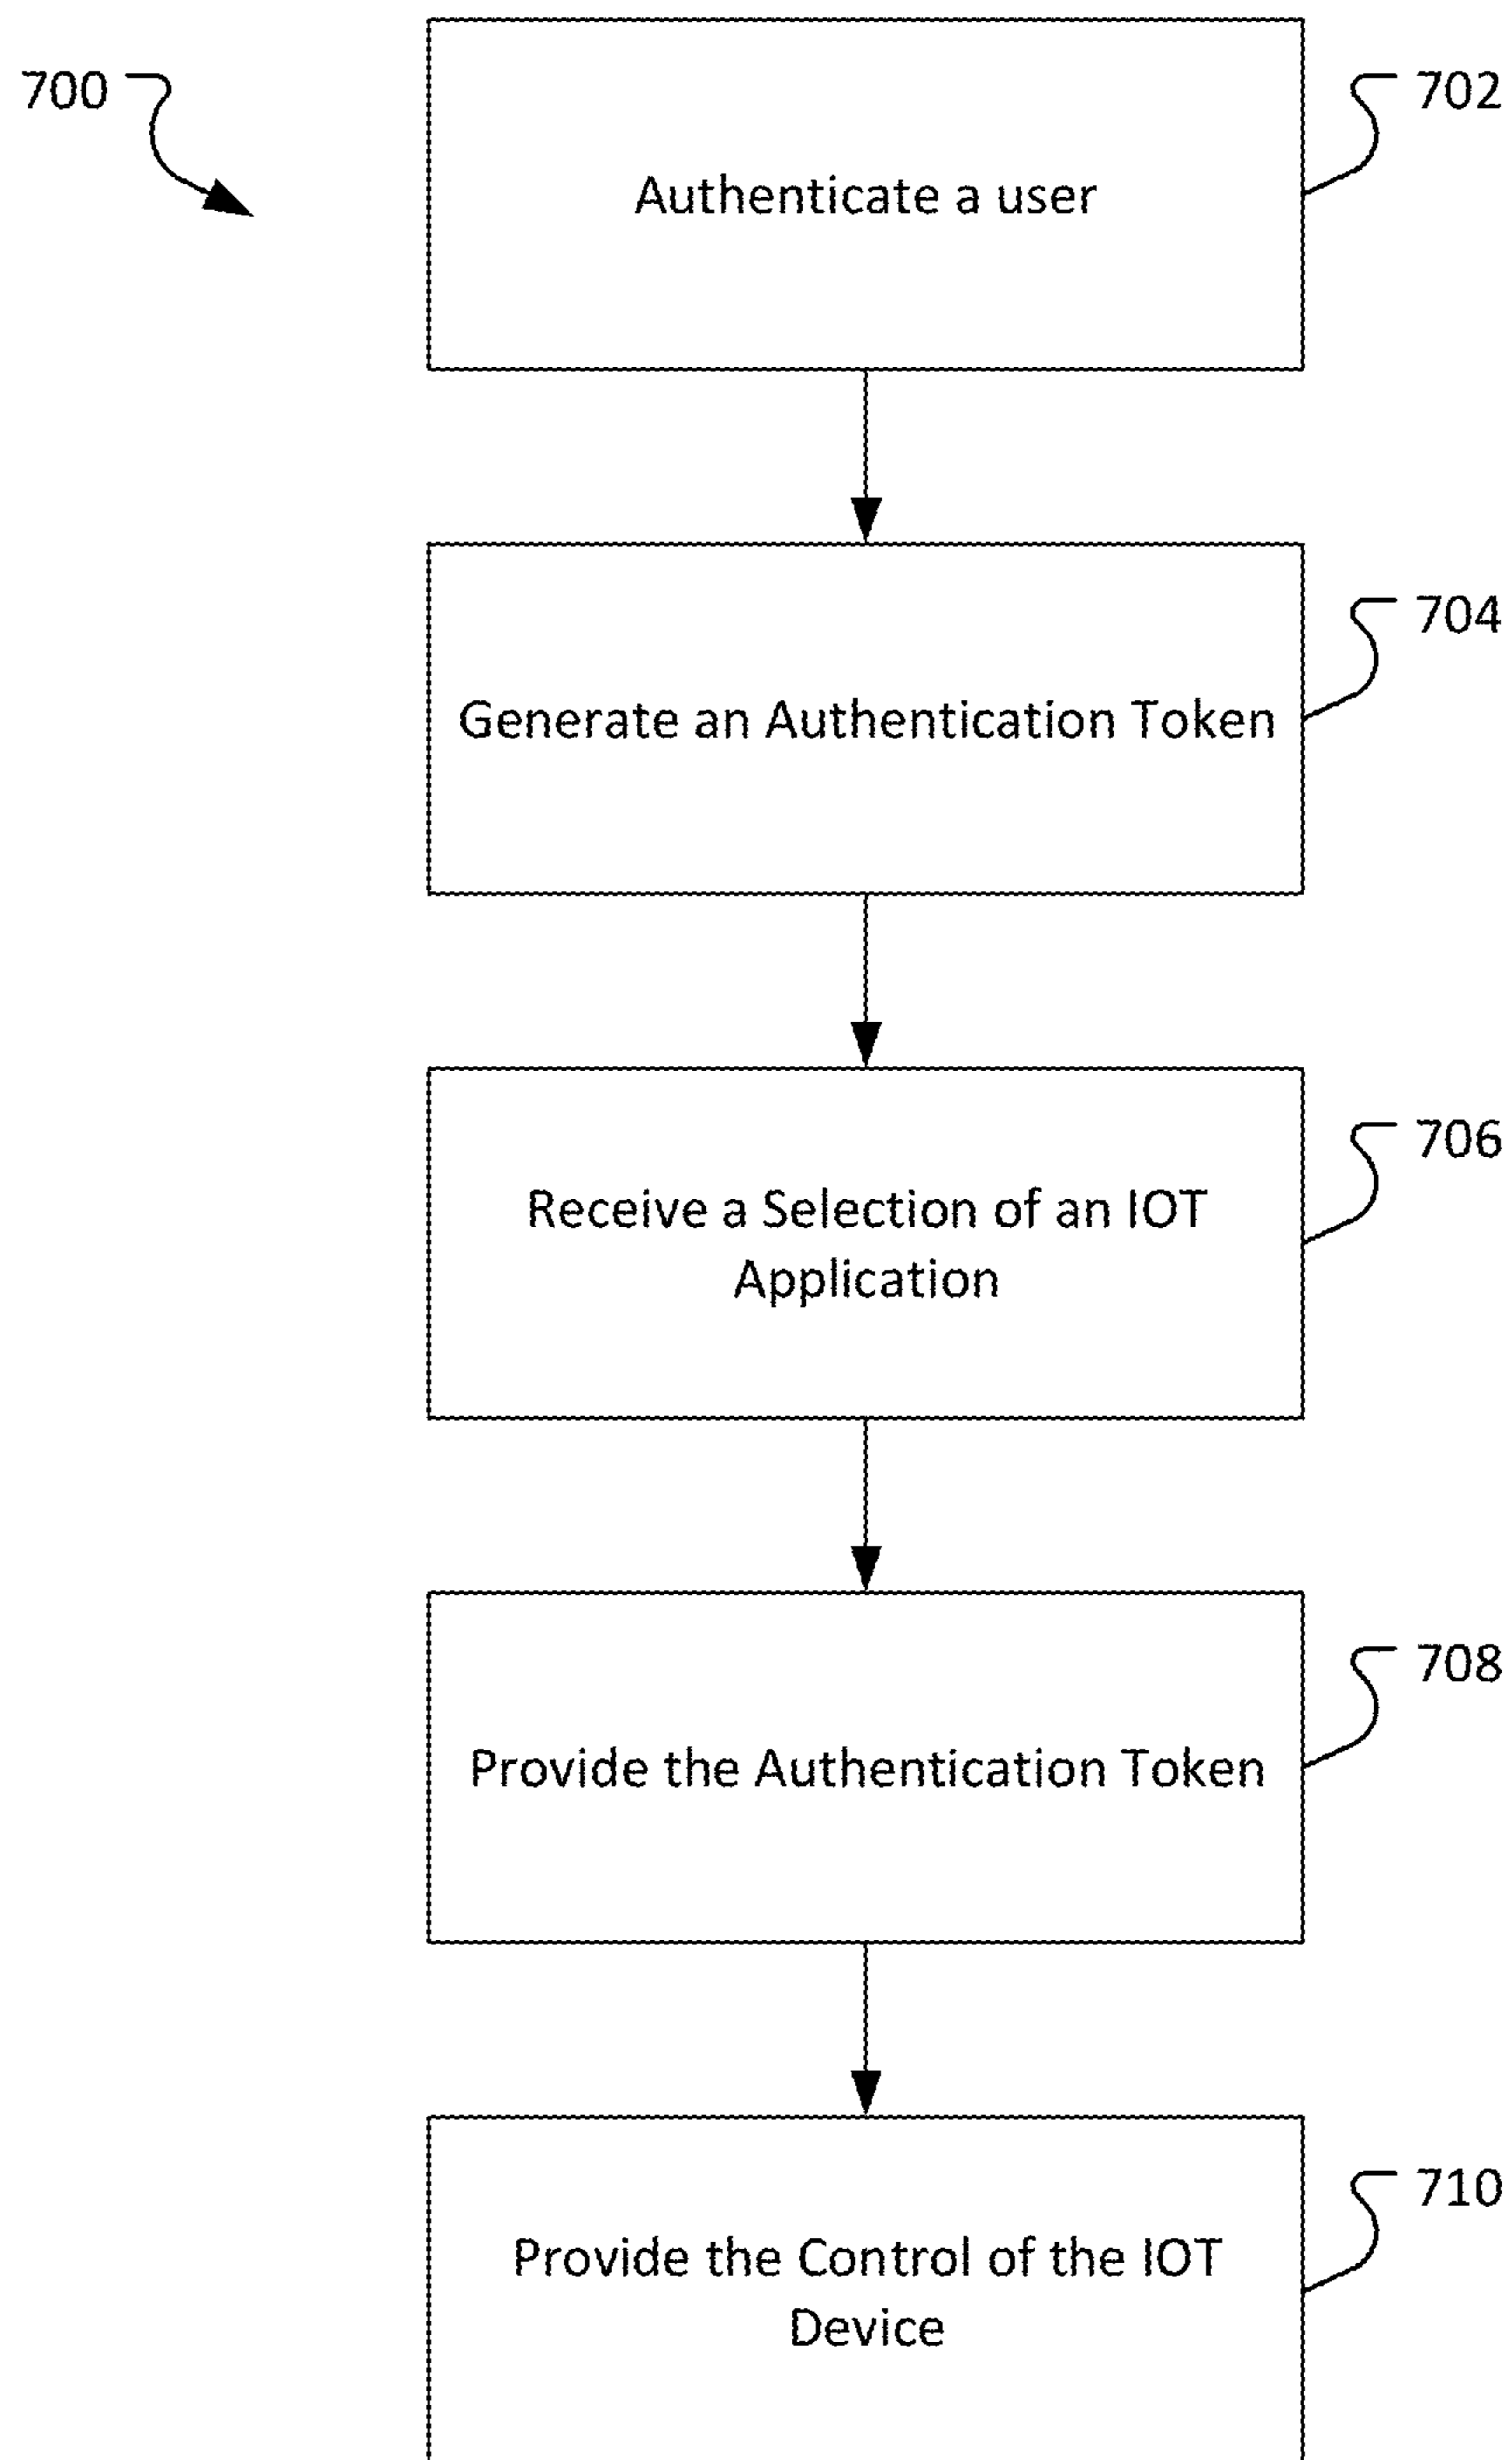 700
702
Authenticate a user
704
Generate an Authentication Token
706
Receive a Selection of an IOT
Application
708
Provide the Authentication Token
710
Provide the Control of the IOT
Device